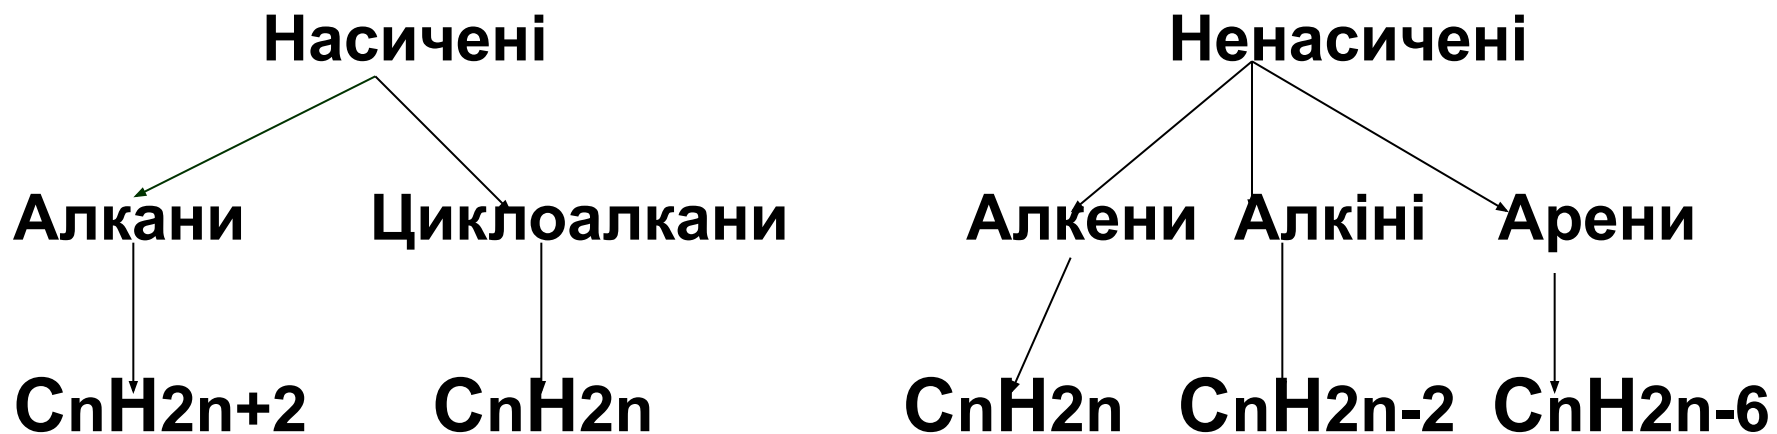 Насичені Ненасичені
Алкани Циклоалкани Алкени Алкіні Арени
CnH2n+2 CnH2n CnH2n CnH2n-2 CnH2n-6